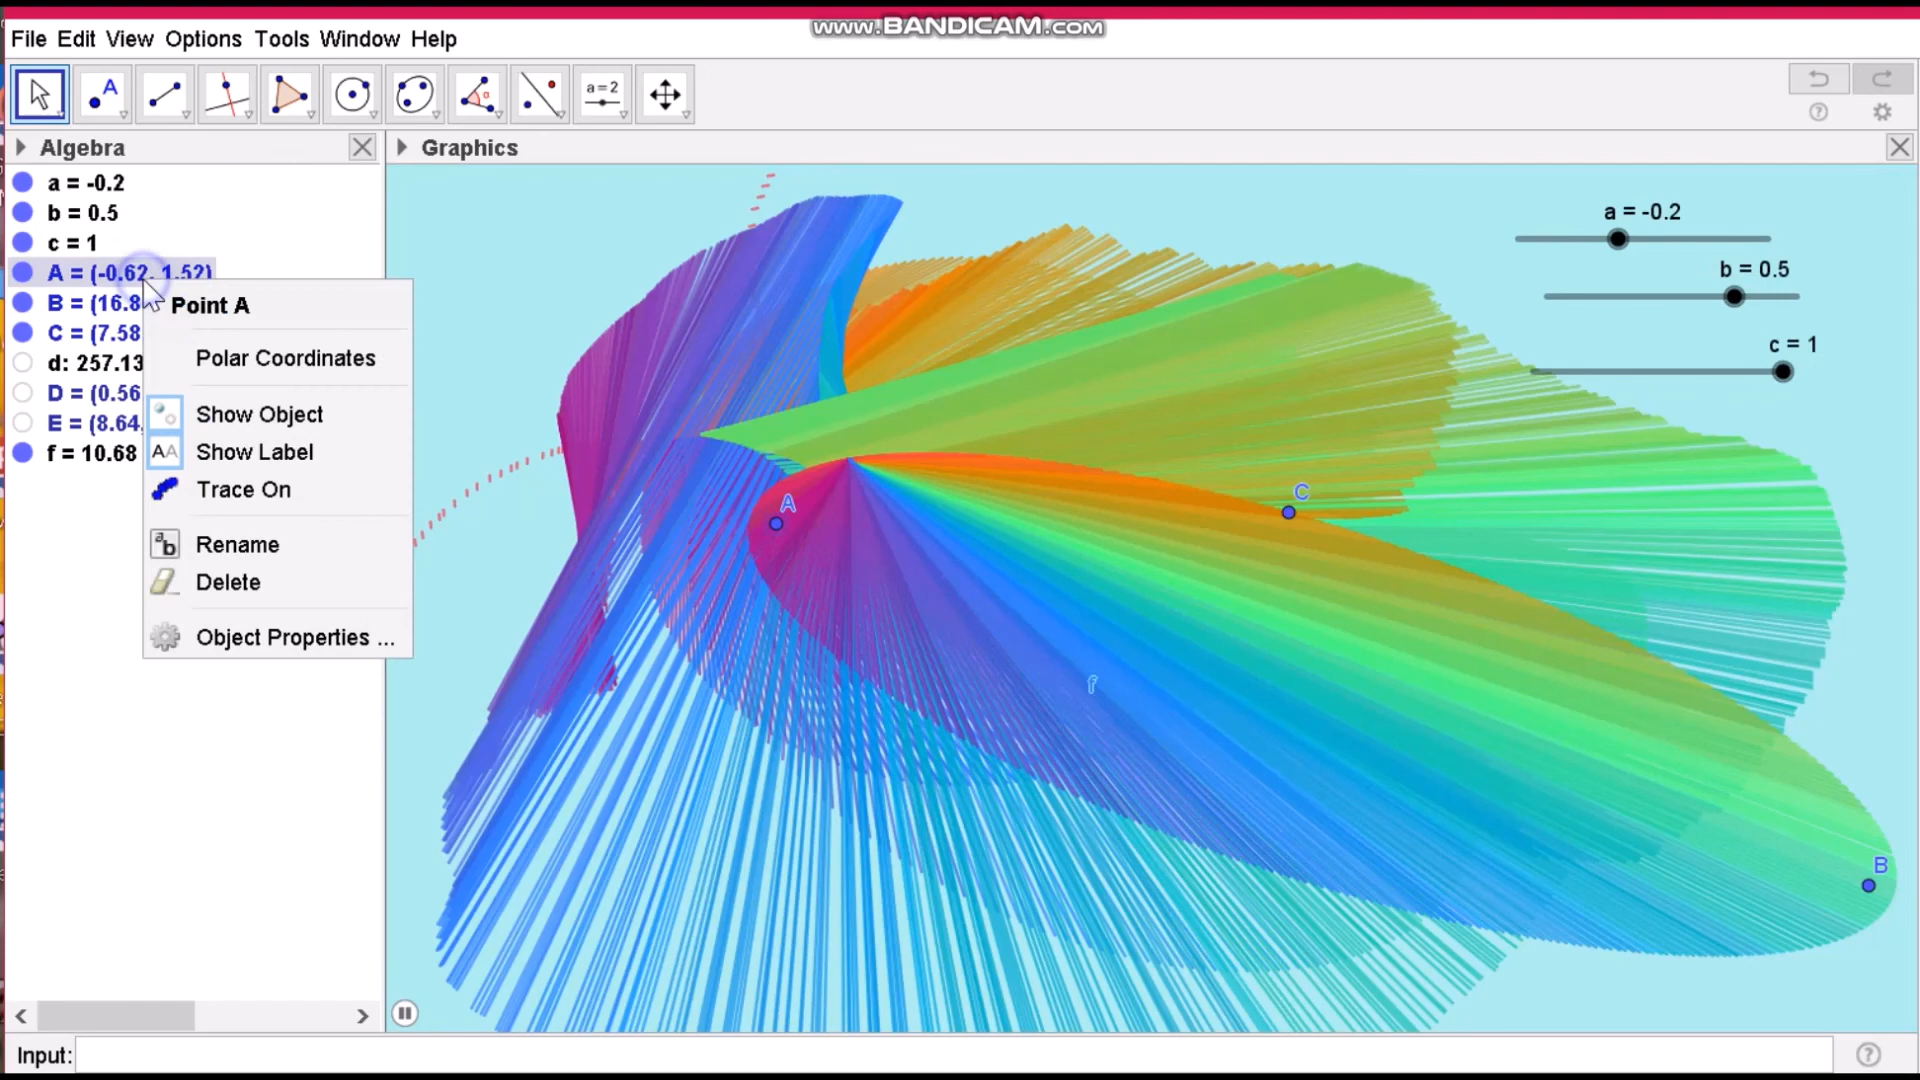 www.BANDICAM.com
File Edit View Options Tools Window Help
A
a = 2
Algebra
Graphics
a = -0.2
b = 0.5
c = 1
A = (-0.62, 1.52)
B = (16.8
C = (7.58
d: 257.13
D = (0.56
E = (8.64,
f = 10.68
Point A
Polar Coordinates
Show Object
AA Show Label
Trace On
ab Rename
Delete
Object Properties ...
a = -0.2
b = 0.5
c = 1
A
C
f
B
Input: